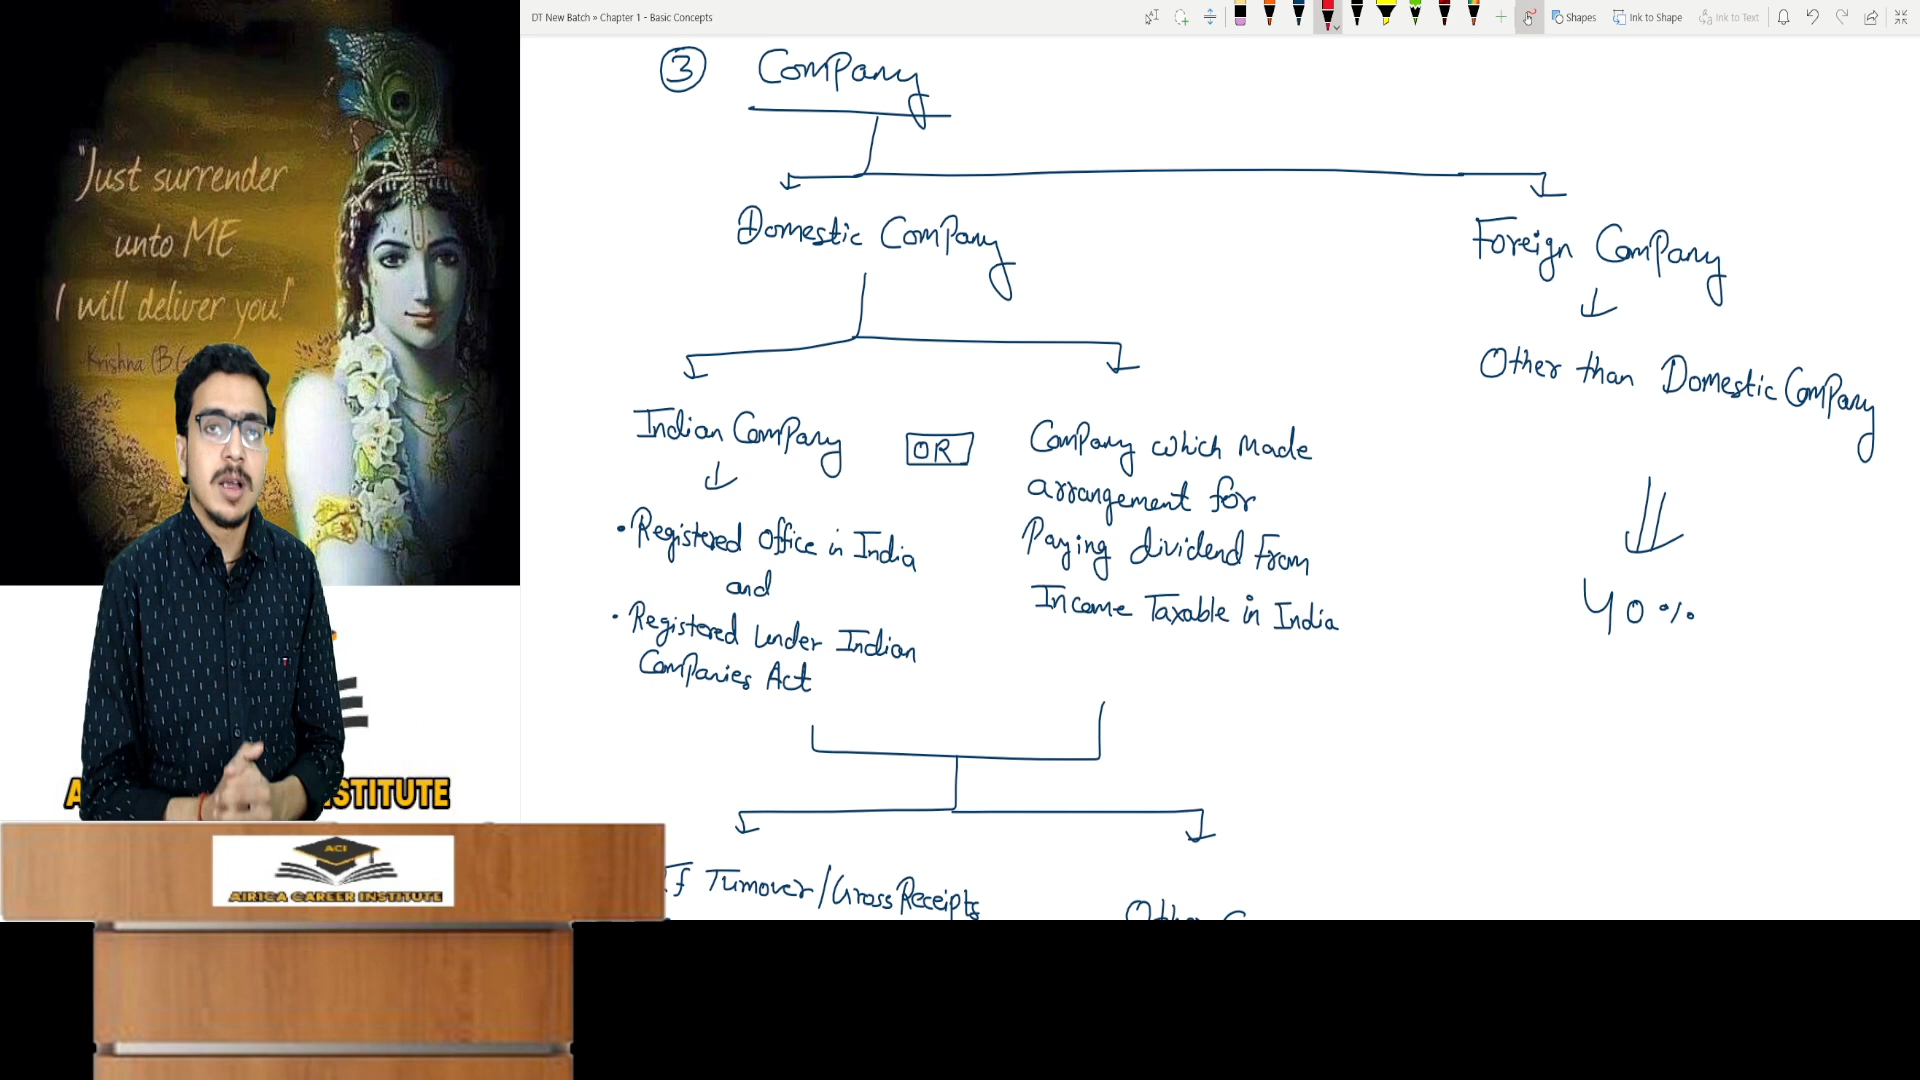 DT New Batch » Chapter 1 - Basic Concepts
Shapes
Ink to Shape
Ink to Text
"Just surrender
unto ME
I will deliver you!"
Krishna (B.G
STITUTE
ACI
AIRICA CAREER INSTITUTE
③ Company
Domestic Company
Foreign Company
Other than Domestic Company
40%
Indian Company
OR
Company which made
arrangement for
Paying dividend from
Income Taxable in India
• Registered office in India
and
• Registered under Indian
Companies Act
If Turnover/Gross Receipts
Other